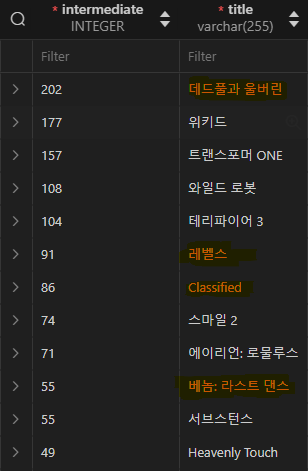 * intermediate
INTEGER
* title
varchar(255)
Filter
Filter
202 데드풀과 울버린
177 위키드
157 트랜스포머 ONE
108 와일드 로봇
104 테리파이어 3
91 레벨스
86 Classified
74 스마일 2
71 에이리언: 로물루스
55 베놈: 라스트 댄스
55 서브스턴스
49 Heavenly Touch